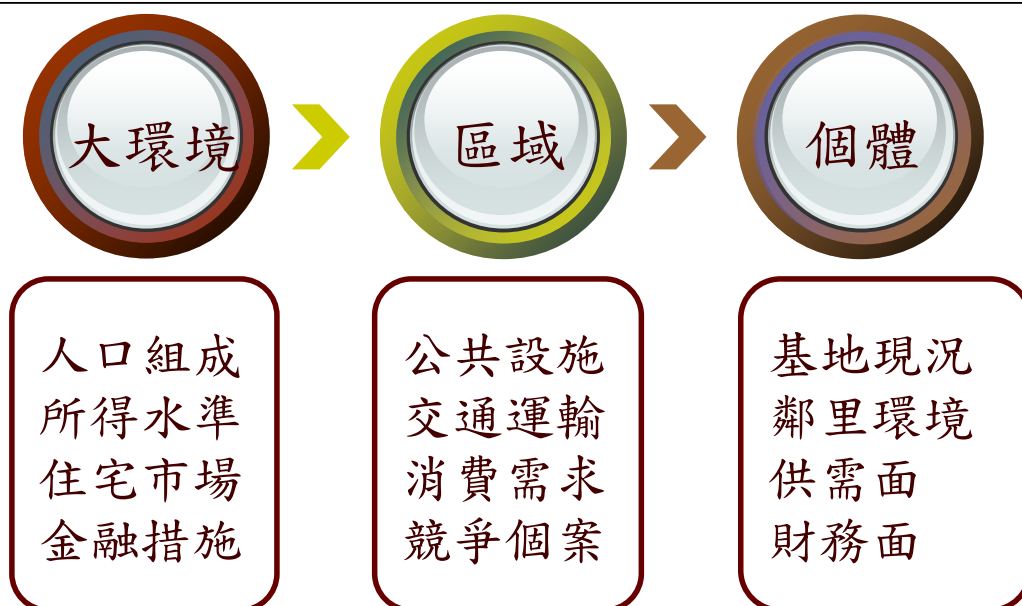 大環境
區域
個體
人口組成
所得水準
住宅市場
金融措施
公共設施
交通運輸
消費需求
競爭個案
基地現況
鄰里環境
供需面
財務面